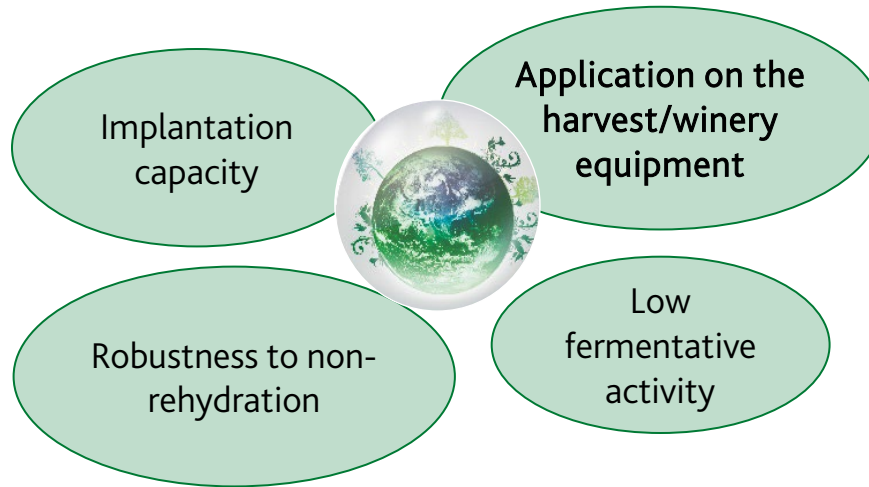 Implantation
capacity
Application on the
harvest/winery
equipment
Robustness to non-
rehydration
Low
fermentative
activity